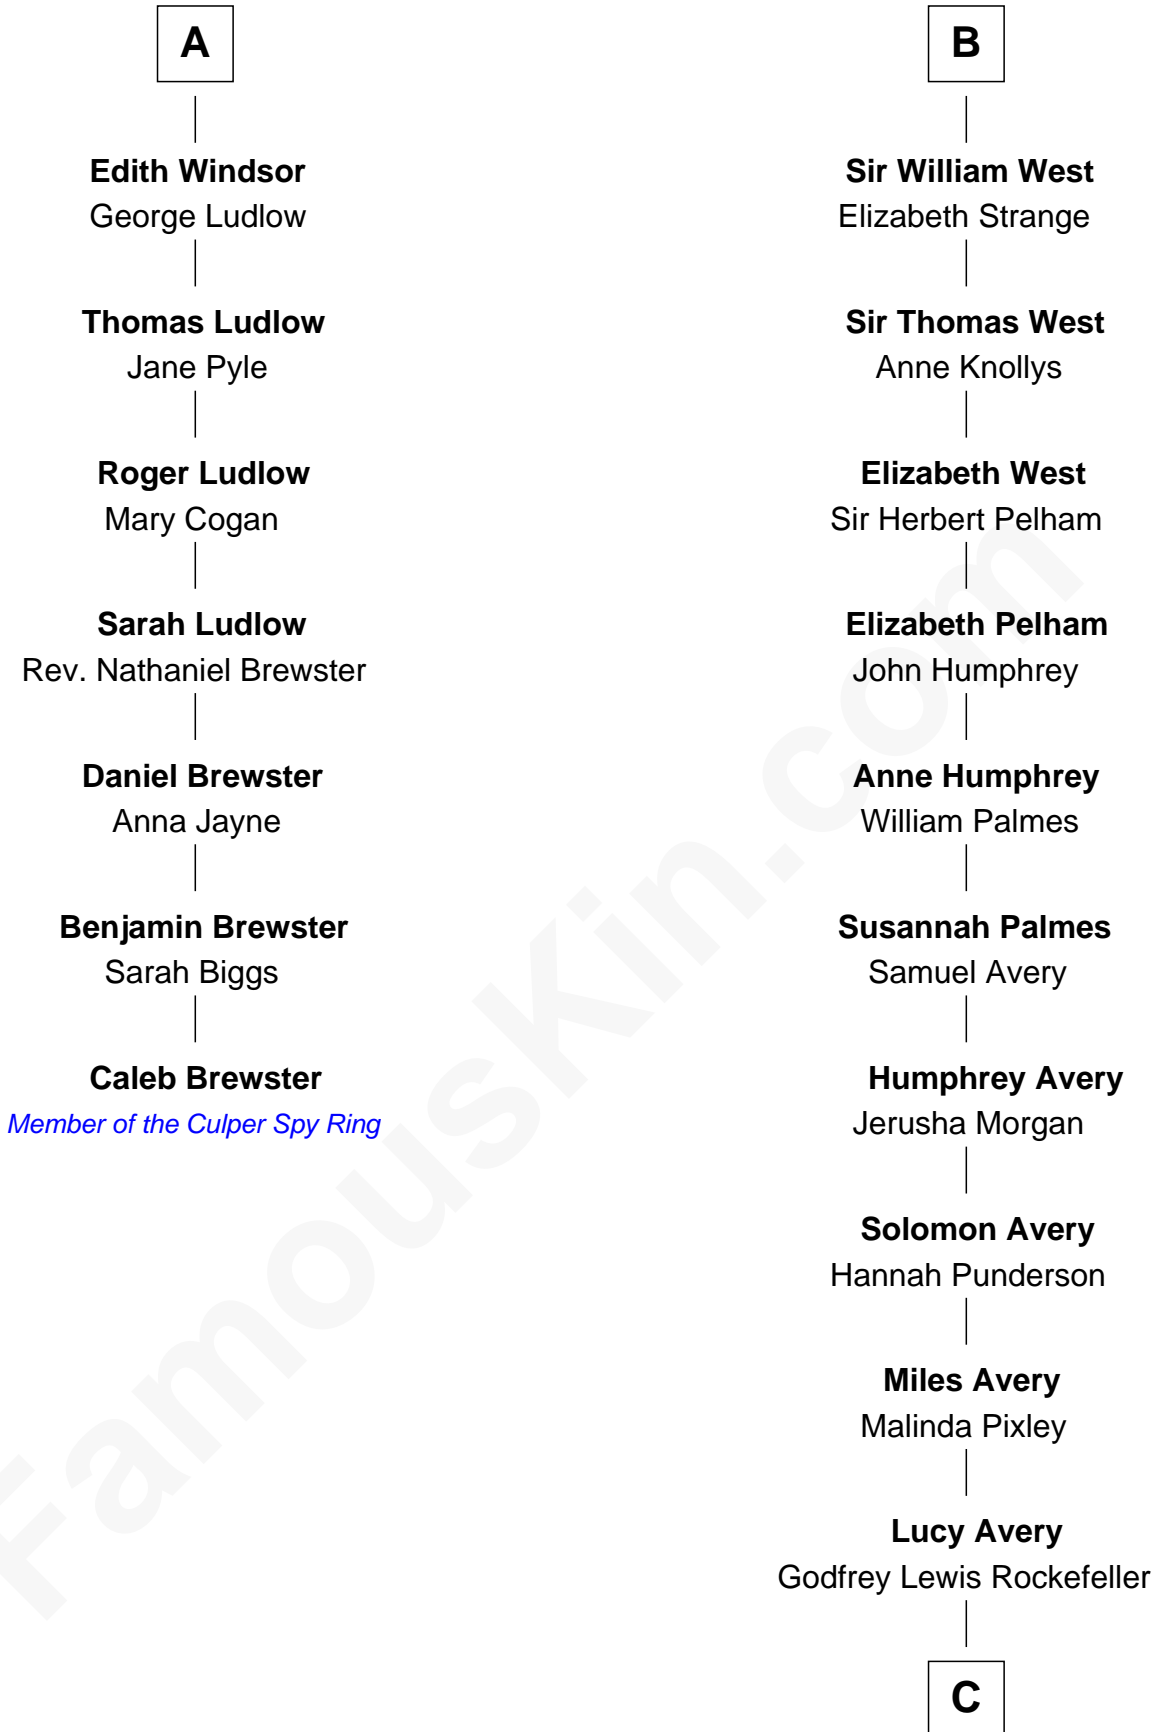 A
Edith Windsor
George Ludlow
Thomas Ludlow
Jane Pyle
Roger Ludlow
Mary Cogan
Sarah Ludlow
Rev. Nathaniel Brewster
Daniel Brewster
Anna Jayne
Benjamin Brewster
Sarah Biggs
Caleb Brewster
Member of the Culper Spy Ring
B
Sir William West
Elizabeth Strange
Sir Thomas West
Anne Knollys
Elizabeth West
Sir Herbert Pelham
Elizabeth Pelham
John Humphrey
Anne Humphrey
William Palmes
Susannah Palmes
Samuel Avery
Humphrey Avery
Jerusha Morgan
Solomon Avery
Hannah Punderson
Miles Avery
Malinda Pixley
Lucy Avery
Godfrey Lewis Rockefeller
C
FamousKin.com